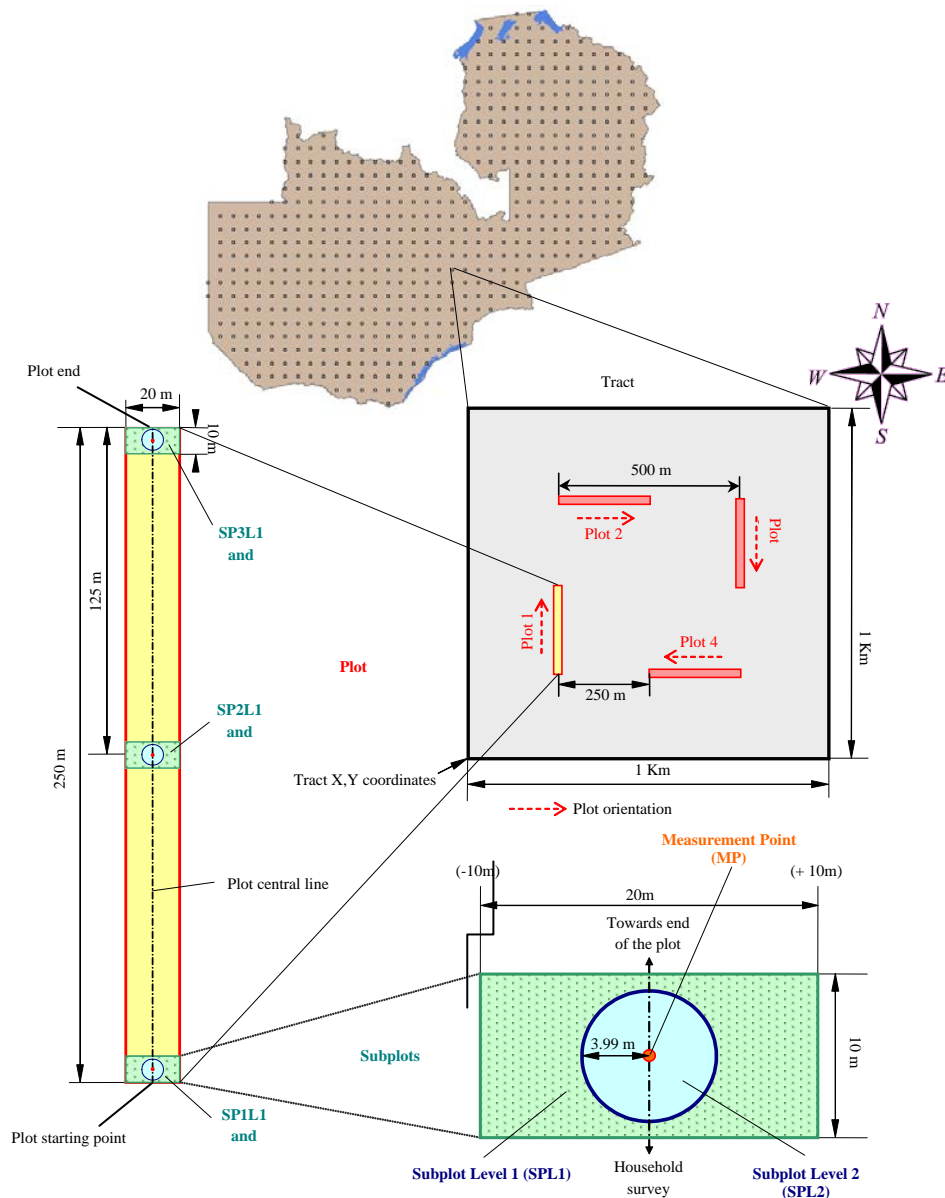 N
W
E
S
Tract
Plot end
20 m
10 m
500 m
Plot 2
Plot
SP3L1
and
125 m
Plot 1
Plot 4
1 Km
Plot
250 m
SP2L1
and
250 m
Tract X,Y coordinates
1 Km
Plot orientation
Measurement Point
(MP)
(-10m)
(+ 10m)
20m
Plot central line
Towards end
of the plot
Subplots
3.99 m
10 m
SP1L1
and
Plot starting point
Subplot Level 1 (SPL1)
Household
survey
Subplot Level 2
(SPL2)